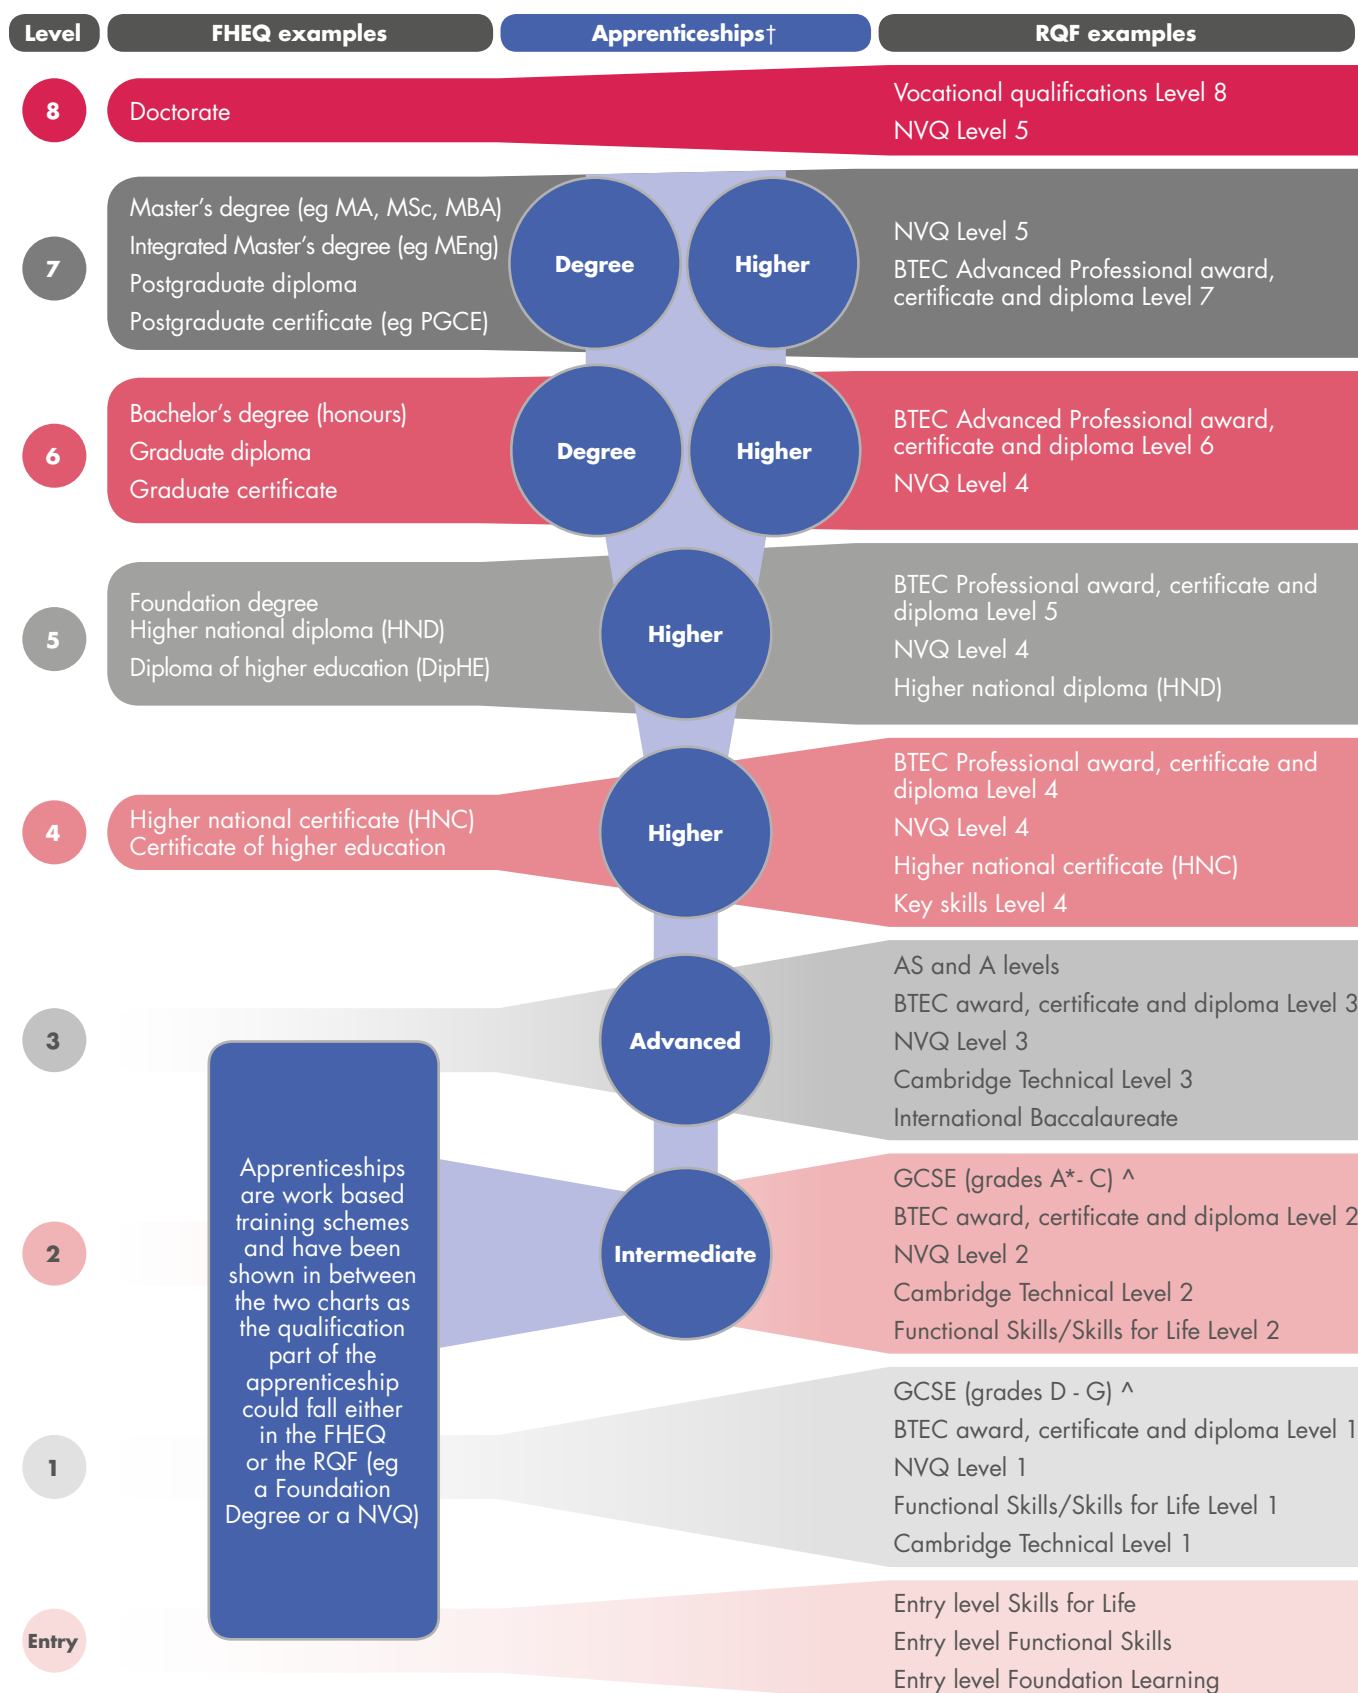 Level
FHEQ examples
Apprenticeships†
RQF examples
8
Doctorate
Vocational qualifications Level 8
NVQ Level 5
7
Master's degree (eg MA, MSc, MBA)
Integrated Master's degree (eg MEng)
Postgraduate diploma
Postgraduate certificate (eg PGCE)
Degree
Higher
NVQ Level 5
BTEC Advanced Professional award,
certificate and diploma Level 7
6
Bachelor's degree (honours)
Graduate diploma
Graduate certificate
Degree
Higher
BTEC Advanced Professional award,
certificate and diploma Level 6
NVQ Level 4
5
Foundation degree
Higher national diploma (HND)
Diploma of higher education (DipHE)
Higher
BTEC Professional award, certificate and
diploma Level 5
NVQ Level 4
Higher national diploma (HND)
4
Higher national certificate (HNC)
Certificate of higher education
Higher
BTEC Professional award, certificate and
diploma Level 4
NVQ Level 4
Higher national certificate (HNC)
Key skills Level 4
3
Advanced
AS and A levels
BTEC award, certificate and diploma Level 3
NVQ Level 3
Cambridge Technical Level 3
International Baccalaureate
Apprenticeships
are work based
training schemes
and have been
shown in between
the two charts as
the qualification
part of the
apprenticeship
could fall either
in the FHEQ
or the RQF (eg
a Foundation
Degree or a NVQ)
2
Intermediate
GCSE (grades A*- C) ^
BTEC award, certificate and diploma Level 2
NVQ Level 2
Cambridge Technical Level 2
Functional Skills/Skills for Life Level 2
1
GCSE (grades D - G) ^
BTEC award, certificate and diploma Level 1
NVQ Level 1
Functional Skills/Skills for Life Level 1
Cambridge Technical Level 1
Entry
Entry level Skills for Life
Entry level Functional Skills
Entry level Foundation Learning